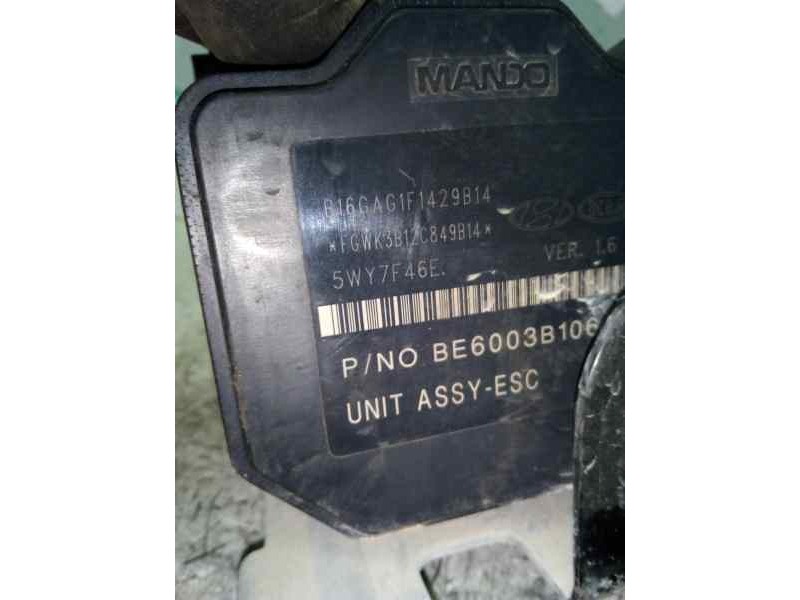 MANDO
B16GAG1F1429B14
*FGWK3B12C849B14*
5WY7F46E.
VER. 1.6
P/NO BE6003B106
UNIT ASSY-ESC